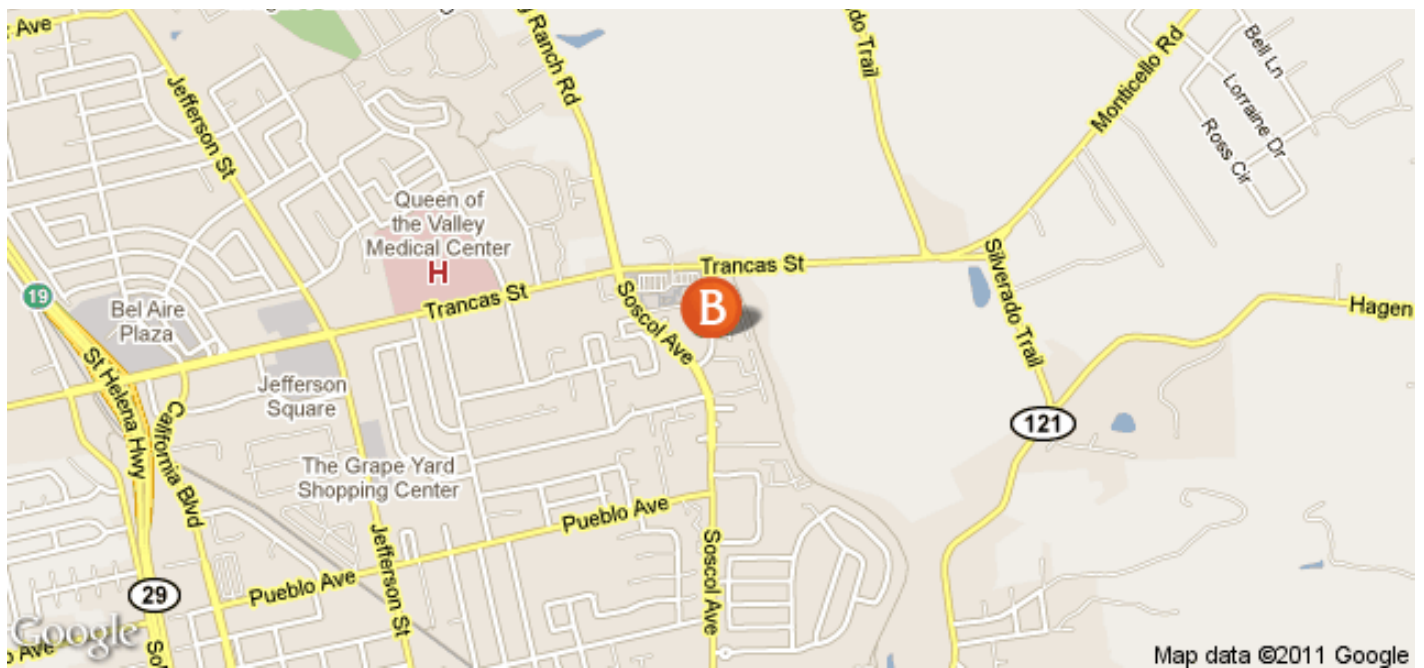 r Ave
Jefferson St
g Ranch Rd
do Trail
Monticello Rd
Bell Ln
Lorraine Dr
Ross Cir
Queen of
the Valley
Medical Center
H
Trancas St
Trancas St
Soscol Ave
B
Silverado Trail
Hagen
19
Bel Aire
Plaza
St Helena Hwy
California Blvd
Jefferson
Square
121
The Grape Yard
Shopping Center
Pueblo Ave
Pueblo Ave
Jefferson St
Soscol Ave
29
Google
o Ave
So
Map data ©2011 Google